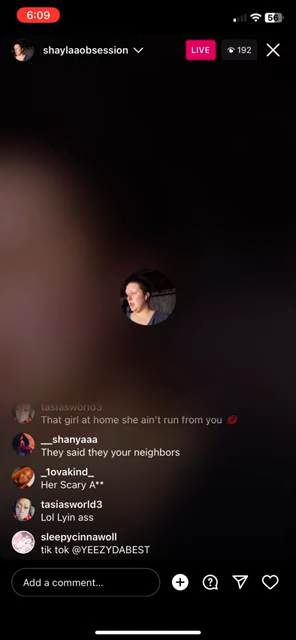 6:09
56
shaylaaobsession
LIVE
192
tasiasworld3
That girl at home she ain't run from you 💋
__shanyaaa
They said they your neighbors
_1ovakind_
Her Scary A**
tasiasworld3
Lol Lyin ass
sleepycinnawoll
tik tok @YEEZYDABEST
Add a comment...